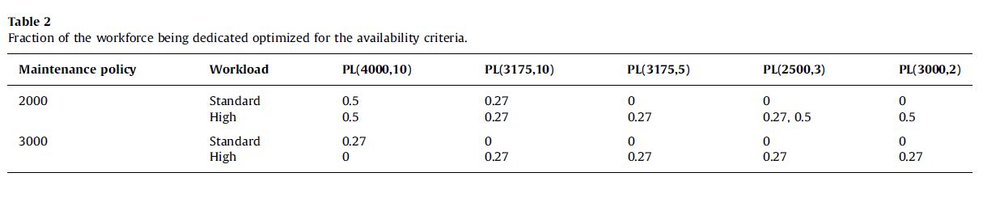 Table 2
Fraction of the workforce being dedicated optimized for the availability criteria.
Maintenance policy Workload PL(4000,10) PL(3175,10) PL(3175,5) PL(2500,3) PL(3000,2)
2000 Standard 0.5 0.27 0 0 0
High 0.5 0.27 0.27 0.27, 0.5 0.5
3000 Standard 0.27 0 0 0 0
High 0 0.27 0.27 0.27 0.27